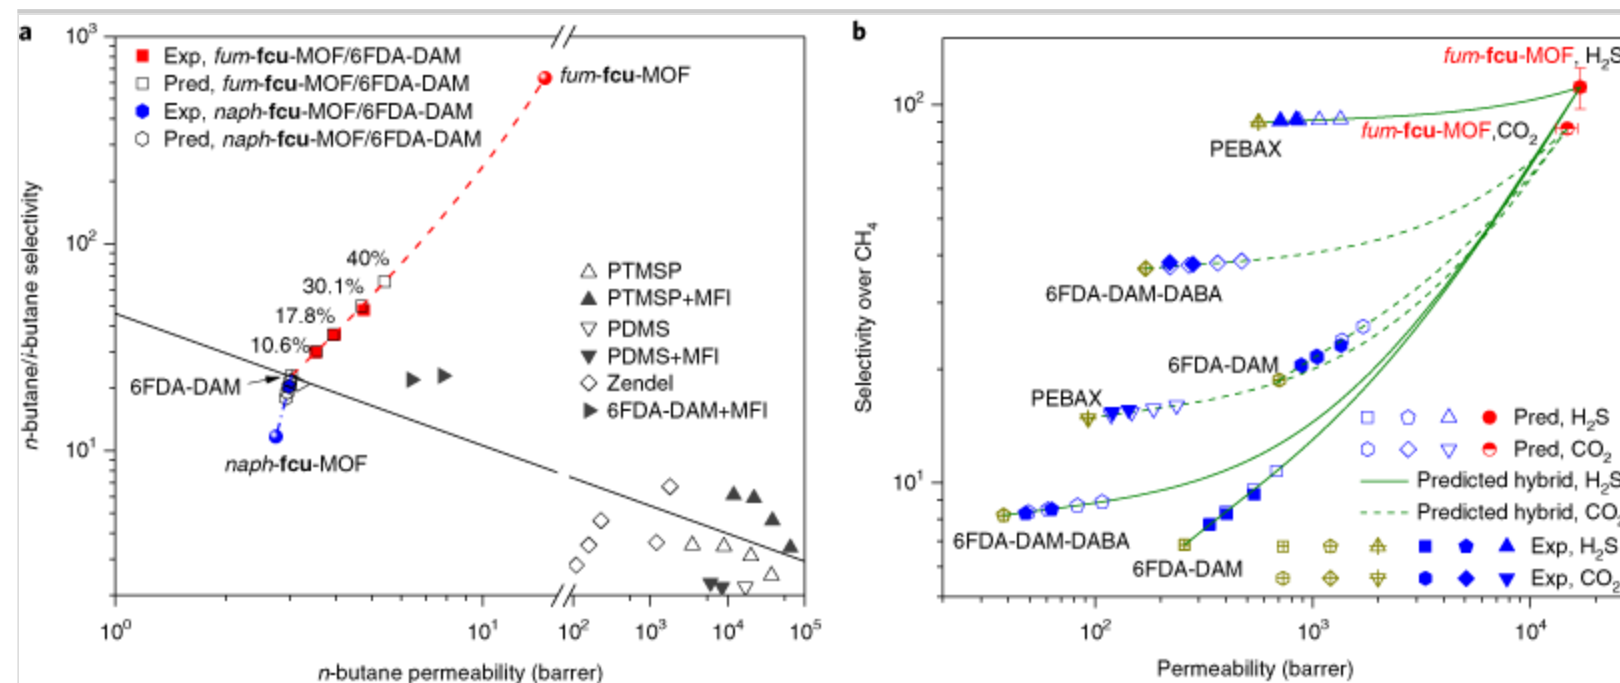 a
10³
10²
10¹
n-butane/i-butane selectivity
Exp, fum-fcu-MOF/6FDA-DAM
Pred, fum-fcu-MOF/6FDA-DAM
Exp, naph-fcu-MOF/6FDA-DAM
Pred, naph-fcu-MOF/6FDA-DAM
fum-fcu-MOF
40%
30.1%
17.8%
10.6%
6FDA-DAM
naph-fcu-MOF
PTMSP
PTMSP+MFI
PDMS
PDMS+MFI
Zendel
6FDA-DAM+MFI
10⁰ 10¹ 10² 10³ 10⁴ 10⁵
n-butane permeability (barrer)
b
10²
10¹
Selectivity over CH₄
fum-fcu-MOF, H₂S
fum-fcu-MOF,CO₂
PEBAX
6FDA-DAM-DABA
6FDA-DAM
PEBAX
6FDA-DAM-DABA
6FDA-DAM
Pred, H₂S
Pred, CO₂
Predicted hybrid, H₂S
Predicted hybrid, CO₂
Exp, H₂S
Exp, CO₂
10² 10³ 10⁴
Permeability (barrer)